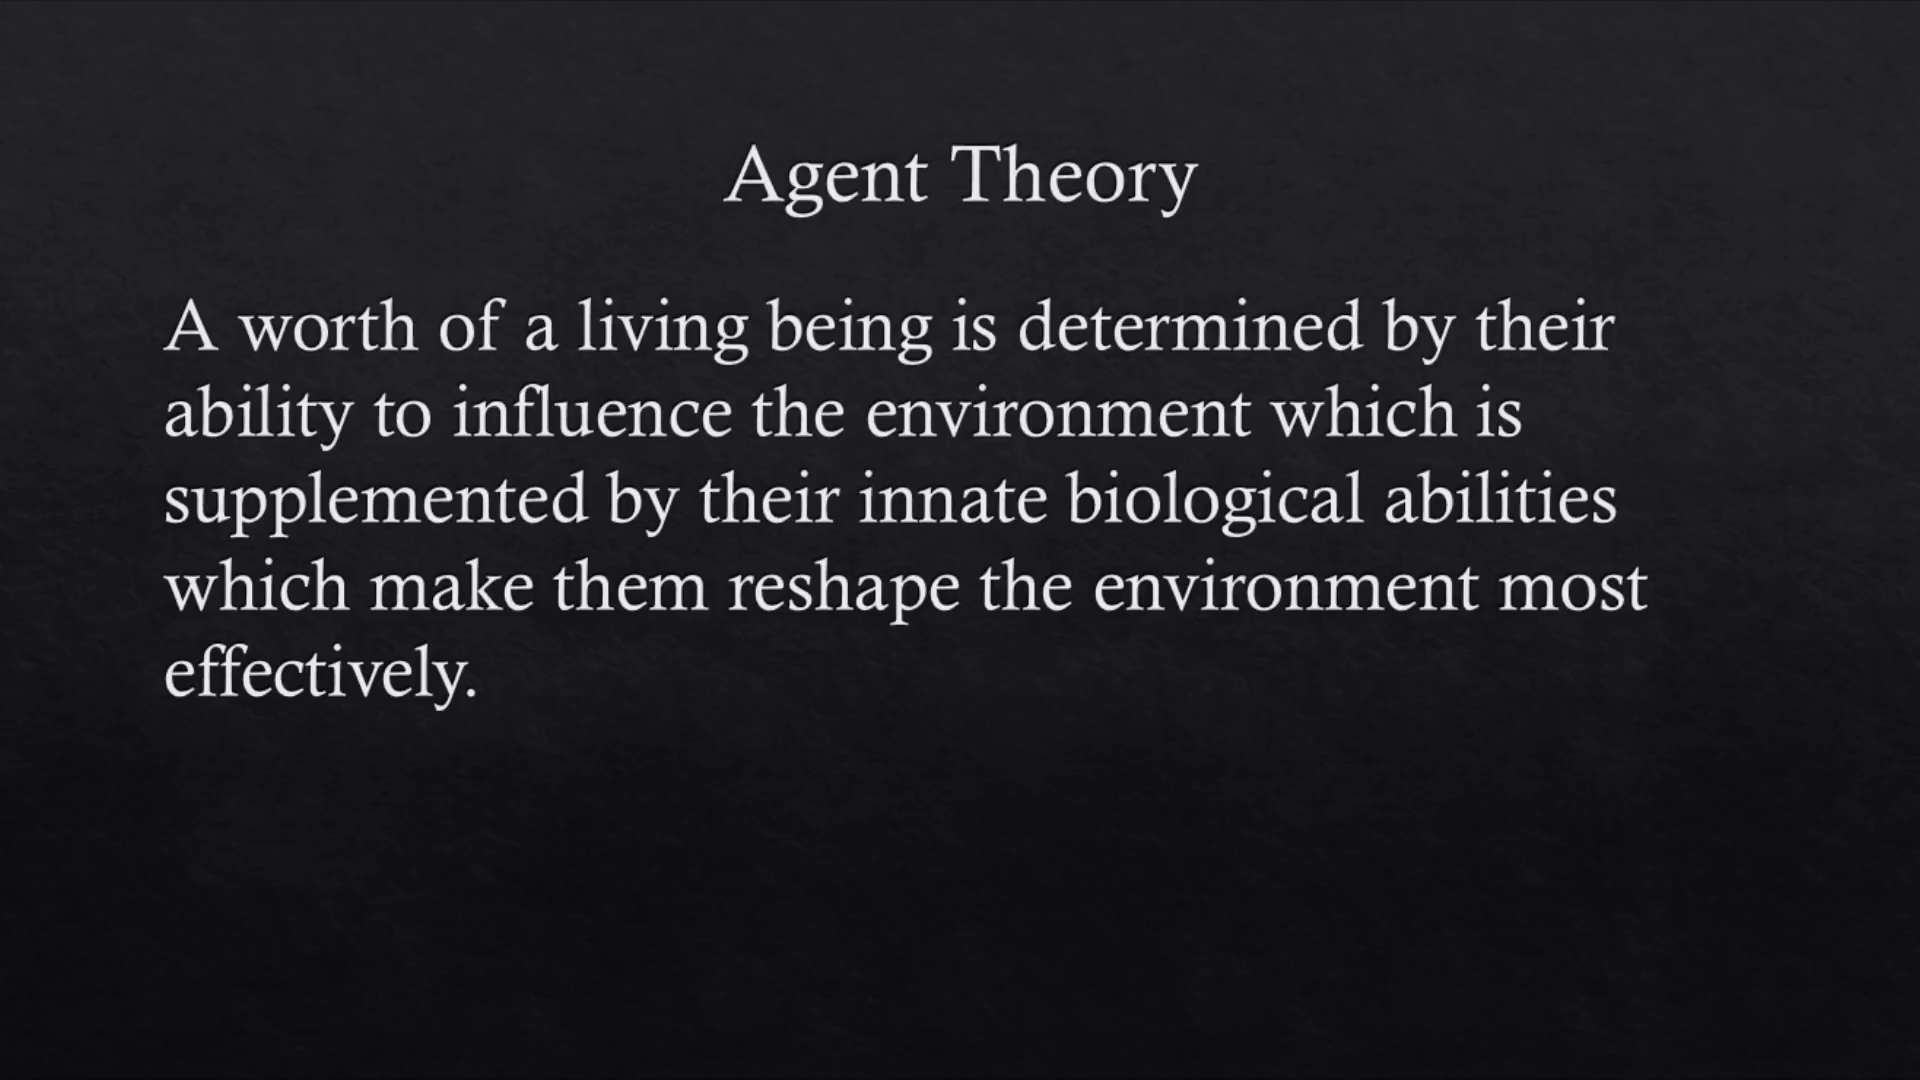 Agent Theory
A worth of a living being is determined by their
ability to influence the environment which is
supplemented by their innate biological abilities
which make them reshape the environment most
effectively.